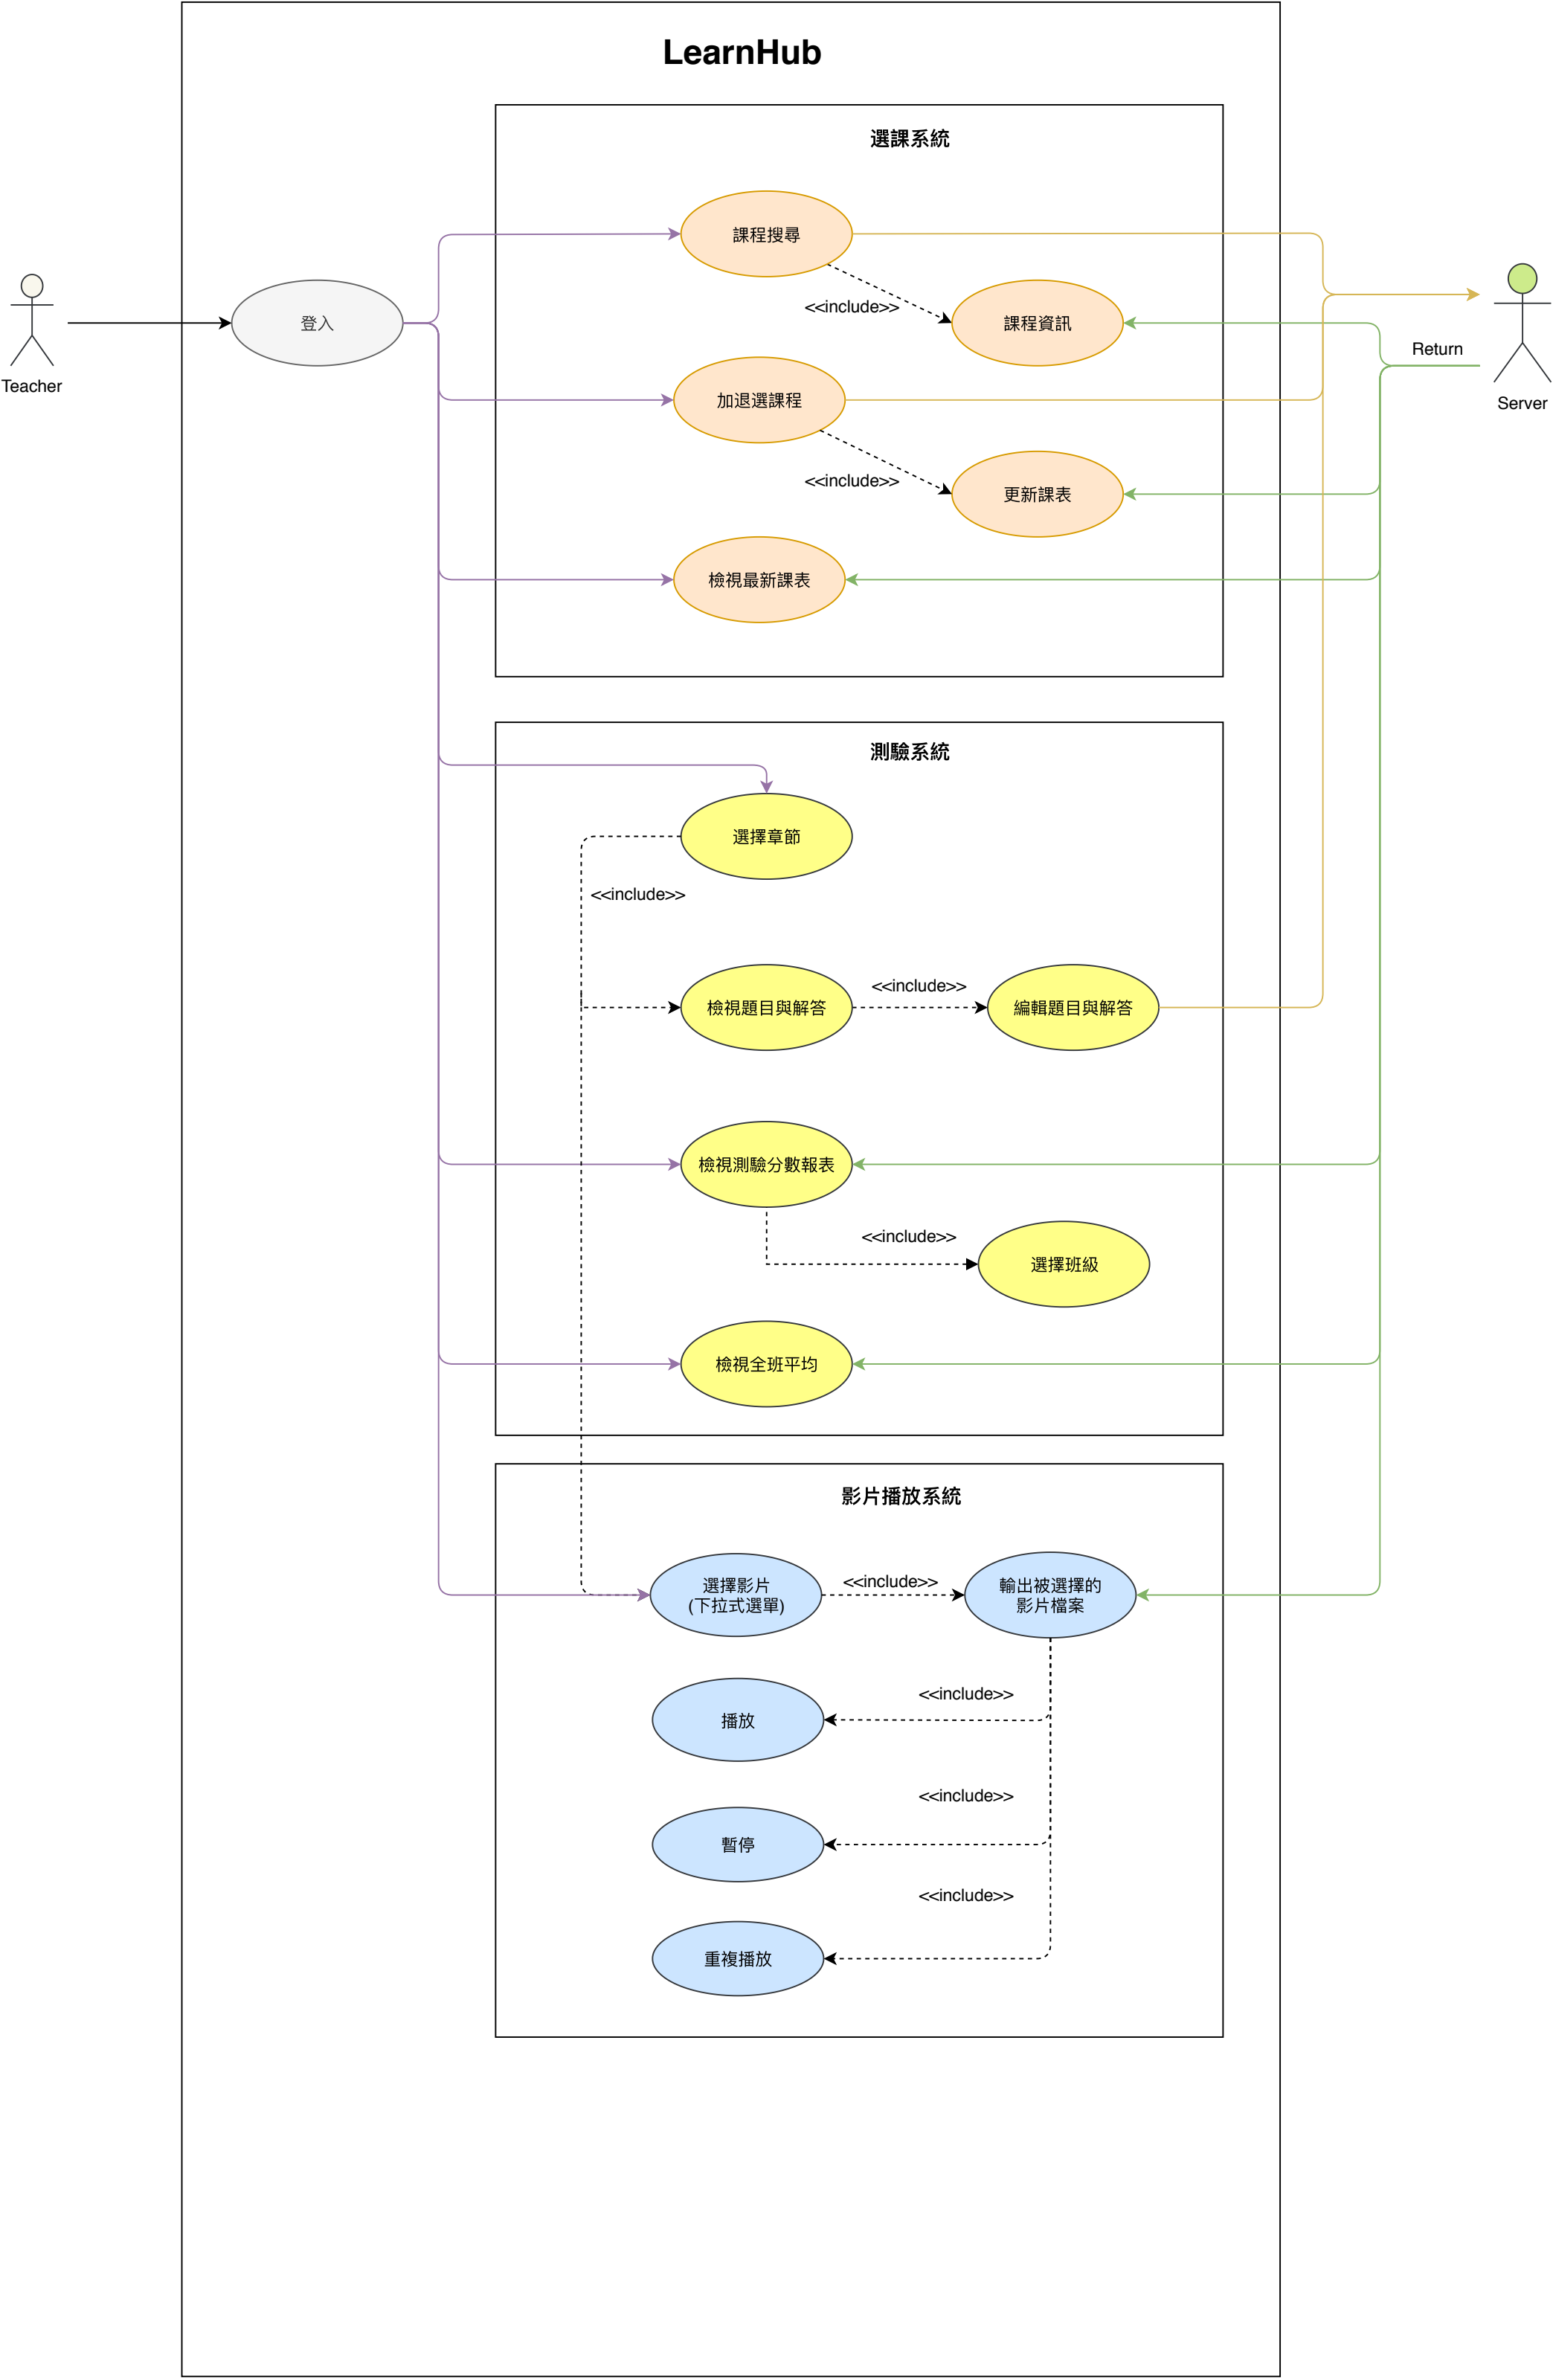 LearnHub
選課系統
課程搜尋
Teacher
登入
<<include>>
課程資訊
Return
Server
加退選課程
<<include>>
更新課表
檢視最新課表
測驗系統
選擇章節
<<include>>
檢視題目與解答
<<include>>
編輯題目與解答
檢視測驗分數報表
<<include>>
選擇班級
檢視全班平均
影片播放系統
選擇影片
(下拉式選單)
<<include>>
輸出被選擇的
影片檔案
<<include>>
播放
<<include>>
暫停
<<include>>
重複播放